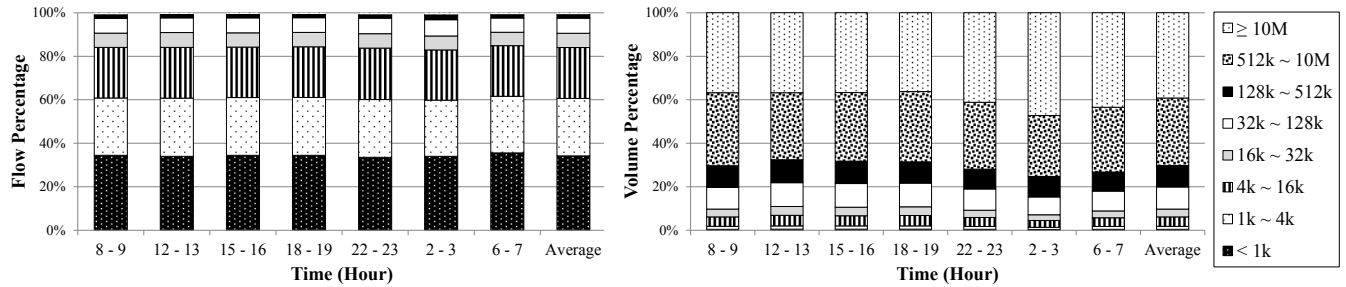 Flow Percentage
100%
80%
60%
40%
20%
0%
8 - 9 12 - 13 15 - 16 18 - 19 22 - 23 2 - 3 6 - 7 Average
Time (Hour)
Volume Percentage
100%
80%
60%
40%
20%
0%
8 - 9 12 - 13 15 - 16 18 - 19 22 - 23 2 - 3 6 - 7 Average
Time (Hour)
≥ 10M
512k ~ 10M
128k ~ 512k
32k ~ 128k
16k ~ 32k
4k ~ 16k
1k ~ 4k
< 1k